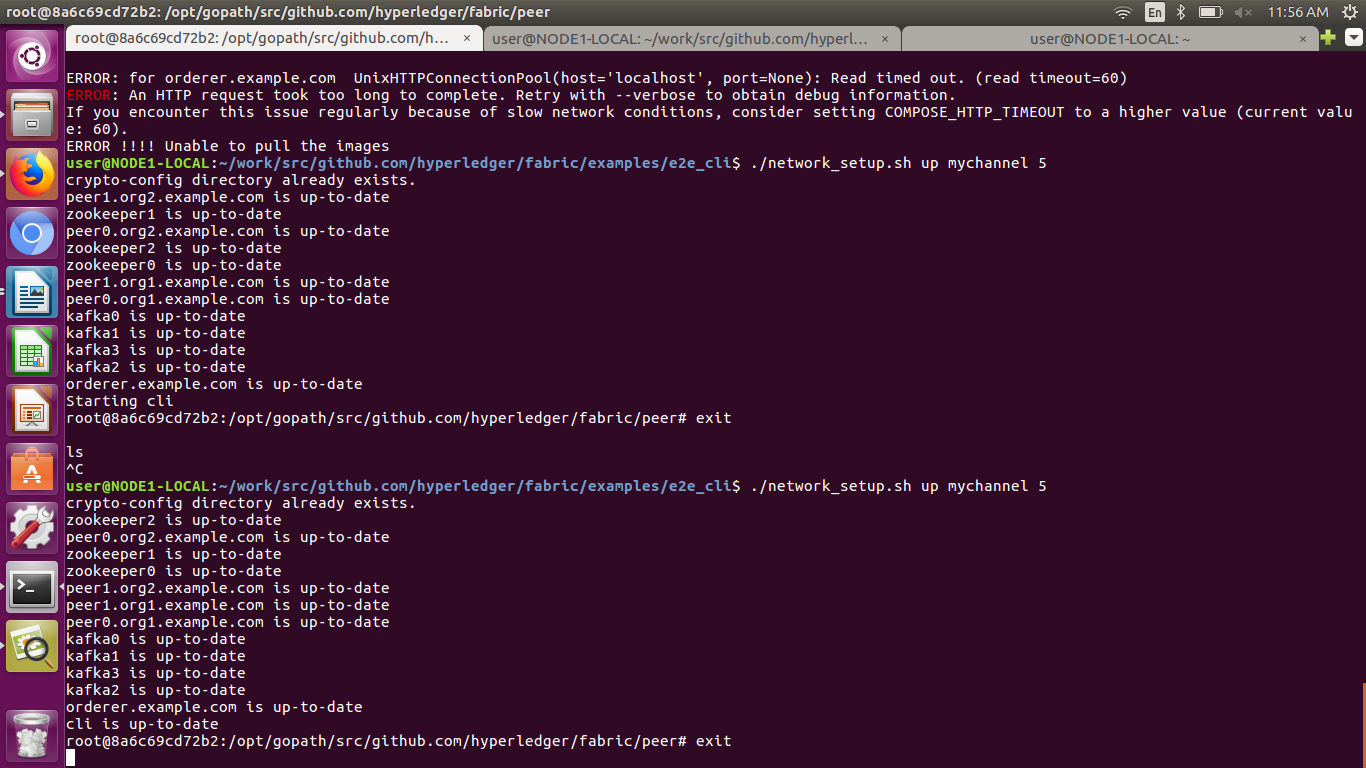 root@8a6c69cd72b2: /opt/gopath/src/github.com/hyperledger/fabric/peer
En
11:56 AM
root@8a6c69cd72b2: /opt/gopath/src/github.com/h... ×
user@NODE1-LOCAL: ~/work/src/github.com/hyperl... ×
user@NODE1-LOCAL: ~ ×
ERROR: for orderer.example.com  UnixHTTPConnectionPool(host='localhost', port=None): Read timed out. (read timeout=60)
ERROR: An HTTP request took too long to complete. Retry with --verbose to obtain debug information.
If you encounter this issue regularly because of slow network conditions, consider setting COMPOSE_HTTP_TIMEOUT to a higher value (current valu
e: 60).
ERROR !!!! Unable to pull the images
user@NODE1-LOCAL:~/work/src/github.com/hyperledger/fabric/examples/e2e_cli$ ./network_setup.sh up mychannel 5
crypto-config directory already exists.
peer1.org2.example.com is up-to-date
zookeeper1 is up-to-date
peer0.org2.example.com is up-to-date
zookeeper2 is up-to-date
zookeeper0 is up-to-date
peer1.org1.example.com is up-to-date
peer0.org1.example.com is up-to-date
kafka0 is up-to-date
kafka1 is up-to-date
kafka3 is up-to-date
kafka2 is up-to-date
orderer.example.com is up-to-date
Starting cli
root@8a6c69cd72b2:/opt/gopath/src/github.com/hyperledger/fabric/peer# exit
ls
^C
user@NODE1-LOCAL:~/work/src/github.com/hyperledger/fabric/examples/e2e_cli$ ./network_setup.sh up mychannel 5
crypto-config directory already exists.
zookeeper2 is up-to-date
peer0.org2.example.com is up-to-date
zookeeper1 is up-to-date
zookeeper0 is up-to-date
peer1.org2.example.com is up-to-date
peer1.org1.example.com is up-to-date
peer0.org1.example.com is up-to-date
kafka0 is up-to-date
kafka1 is up-to-date
kafka3 is up-to-date
kafka2 is up-to-date
orderer.example.com is up-to-date
cli is up-to-date
root@8a6c69cd72b2:/opt/gopath/src/github.com/hyperledger/fabric/peer# exit